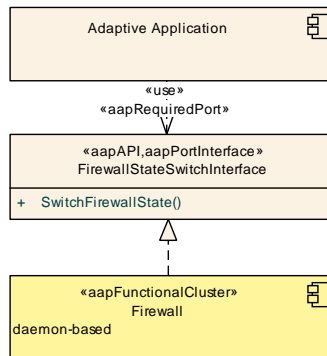 Adaptive Application
«use»
«aapRequiredPort»
«aapAPI,aapPortInterface»
FirewallStateSwitchInterface
+ SwitchFirewallState()
«aapFunctionalCluster»
Firewall
daemon-based